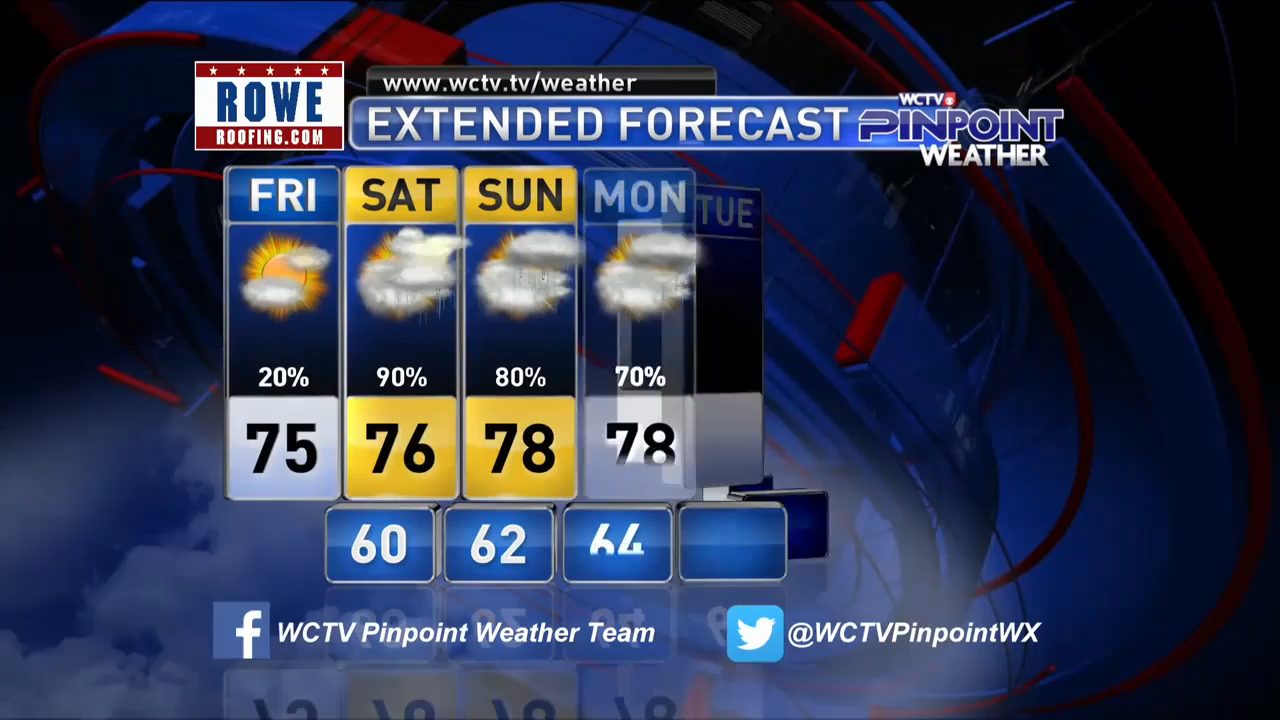 ROWE
ROOFING.COM
www.wctv.tv/weather
EXTENDED FORECAST
WCTV
PINPOINT
WEATHER
FRI SAT SUN MON TUE
20% 90% 80% 70%
75 76 78 78
60 62 64
WCTV Pinpoint Weather Team
@WCTVPinpointWX